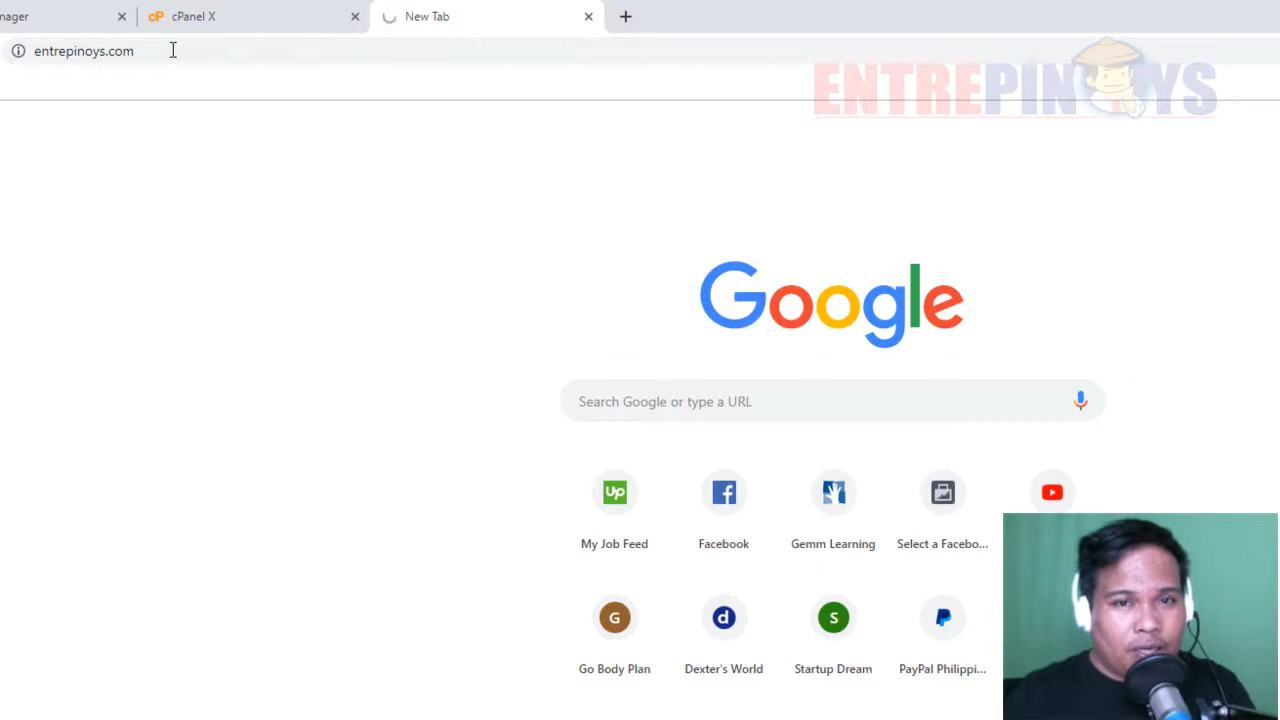 nager
cP cPanel X
New Tab
entrepinoys.com
ENTREPINOYS
Google
Search Google or type a URL
Up
My Job Feed
Facebook
Gemm Learning
Select a Facebo...
G
d
S
Go Body Plan
Dexter's World
Startup Dream
PayPal Philippi...